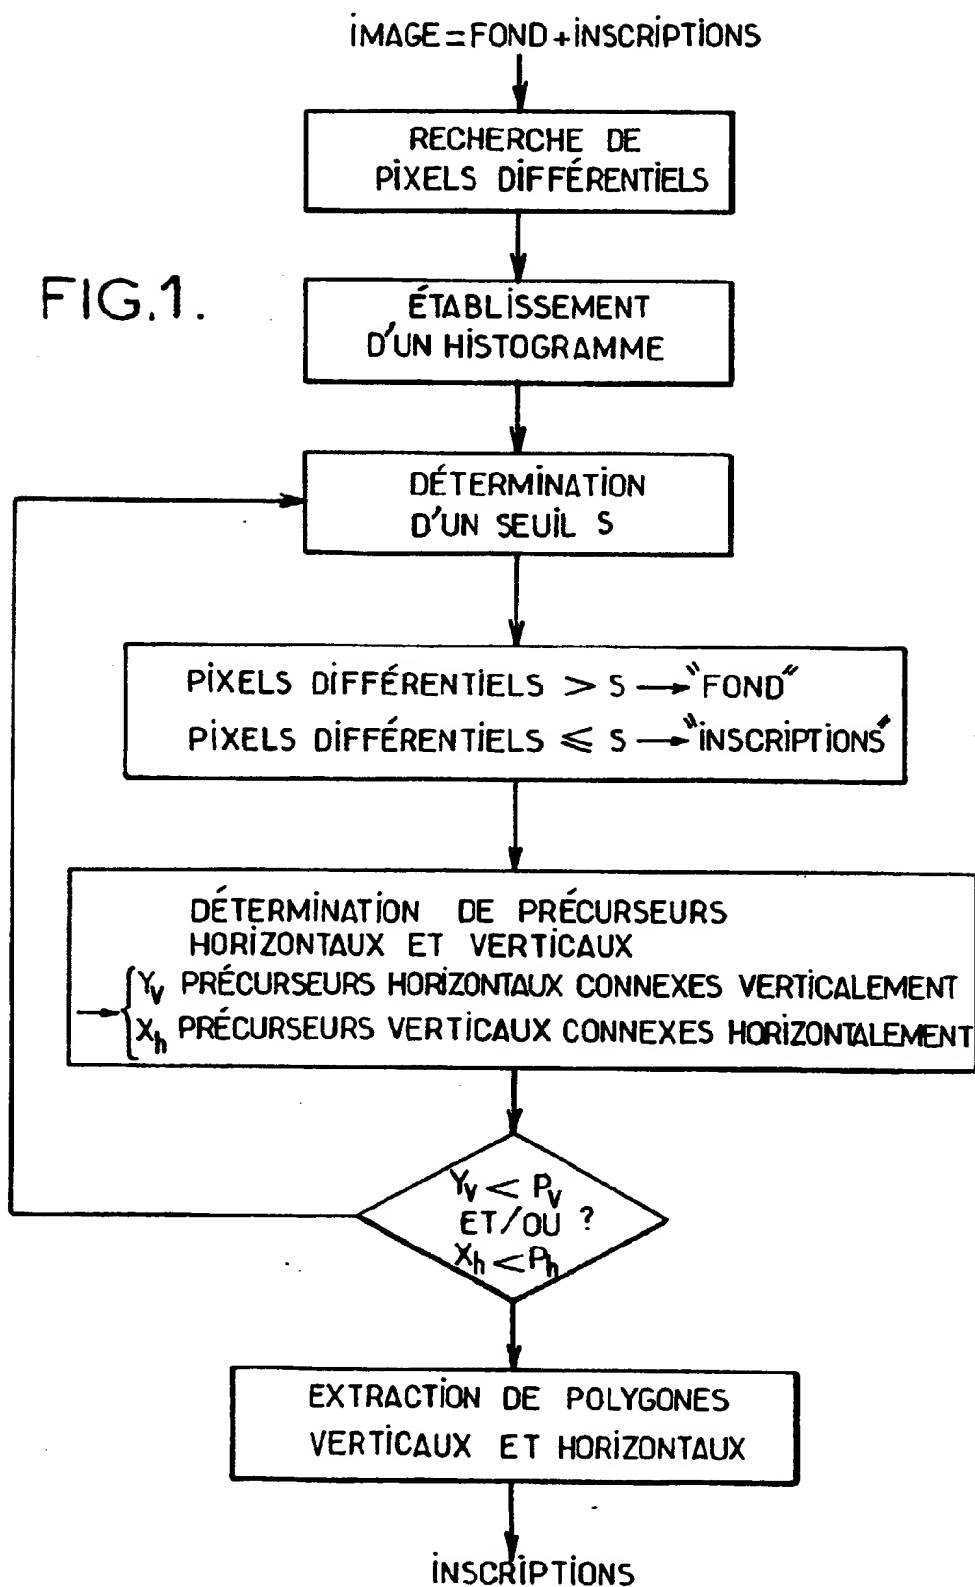 IMAGE = FOND + INSCRIPTIONS
RECHERCHE DE
PIXELS DIFFÉRENTIELS
FIG.1.
ÉTABLISSEMENT
D'UN HISTOGRAMME
DÉTERMINATION
D'UN SEUIL S
PIXELS DIFFÉRENTIELS > S → "FOND"
PIXELS DIFFÉRENTIELS ⩽ S → "INSCRIPTIONS"
DÉTERMINATION DE PRÉCURSEURS
HORIZONTAUX ET VERTICAUX
→ { Yv PRÉCURSEURS HORIZONTAUX CONNEXES VERTICALEMENT
Xh PRÉCURSEURS VERTICAUX CONNEXES HORIZONTALEMENT
Yv < Pv
ET/OU ?
Xh < Ph
EXTRACTION DE POLYGONES
VERTICAUX ET HORIZONTAUX
INSCRIPTIONS